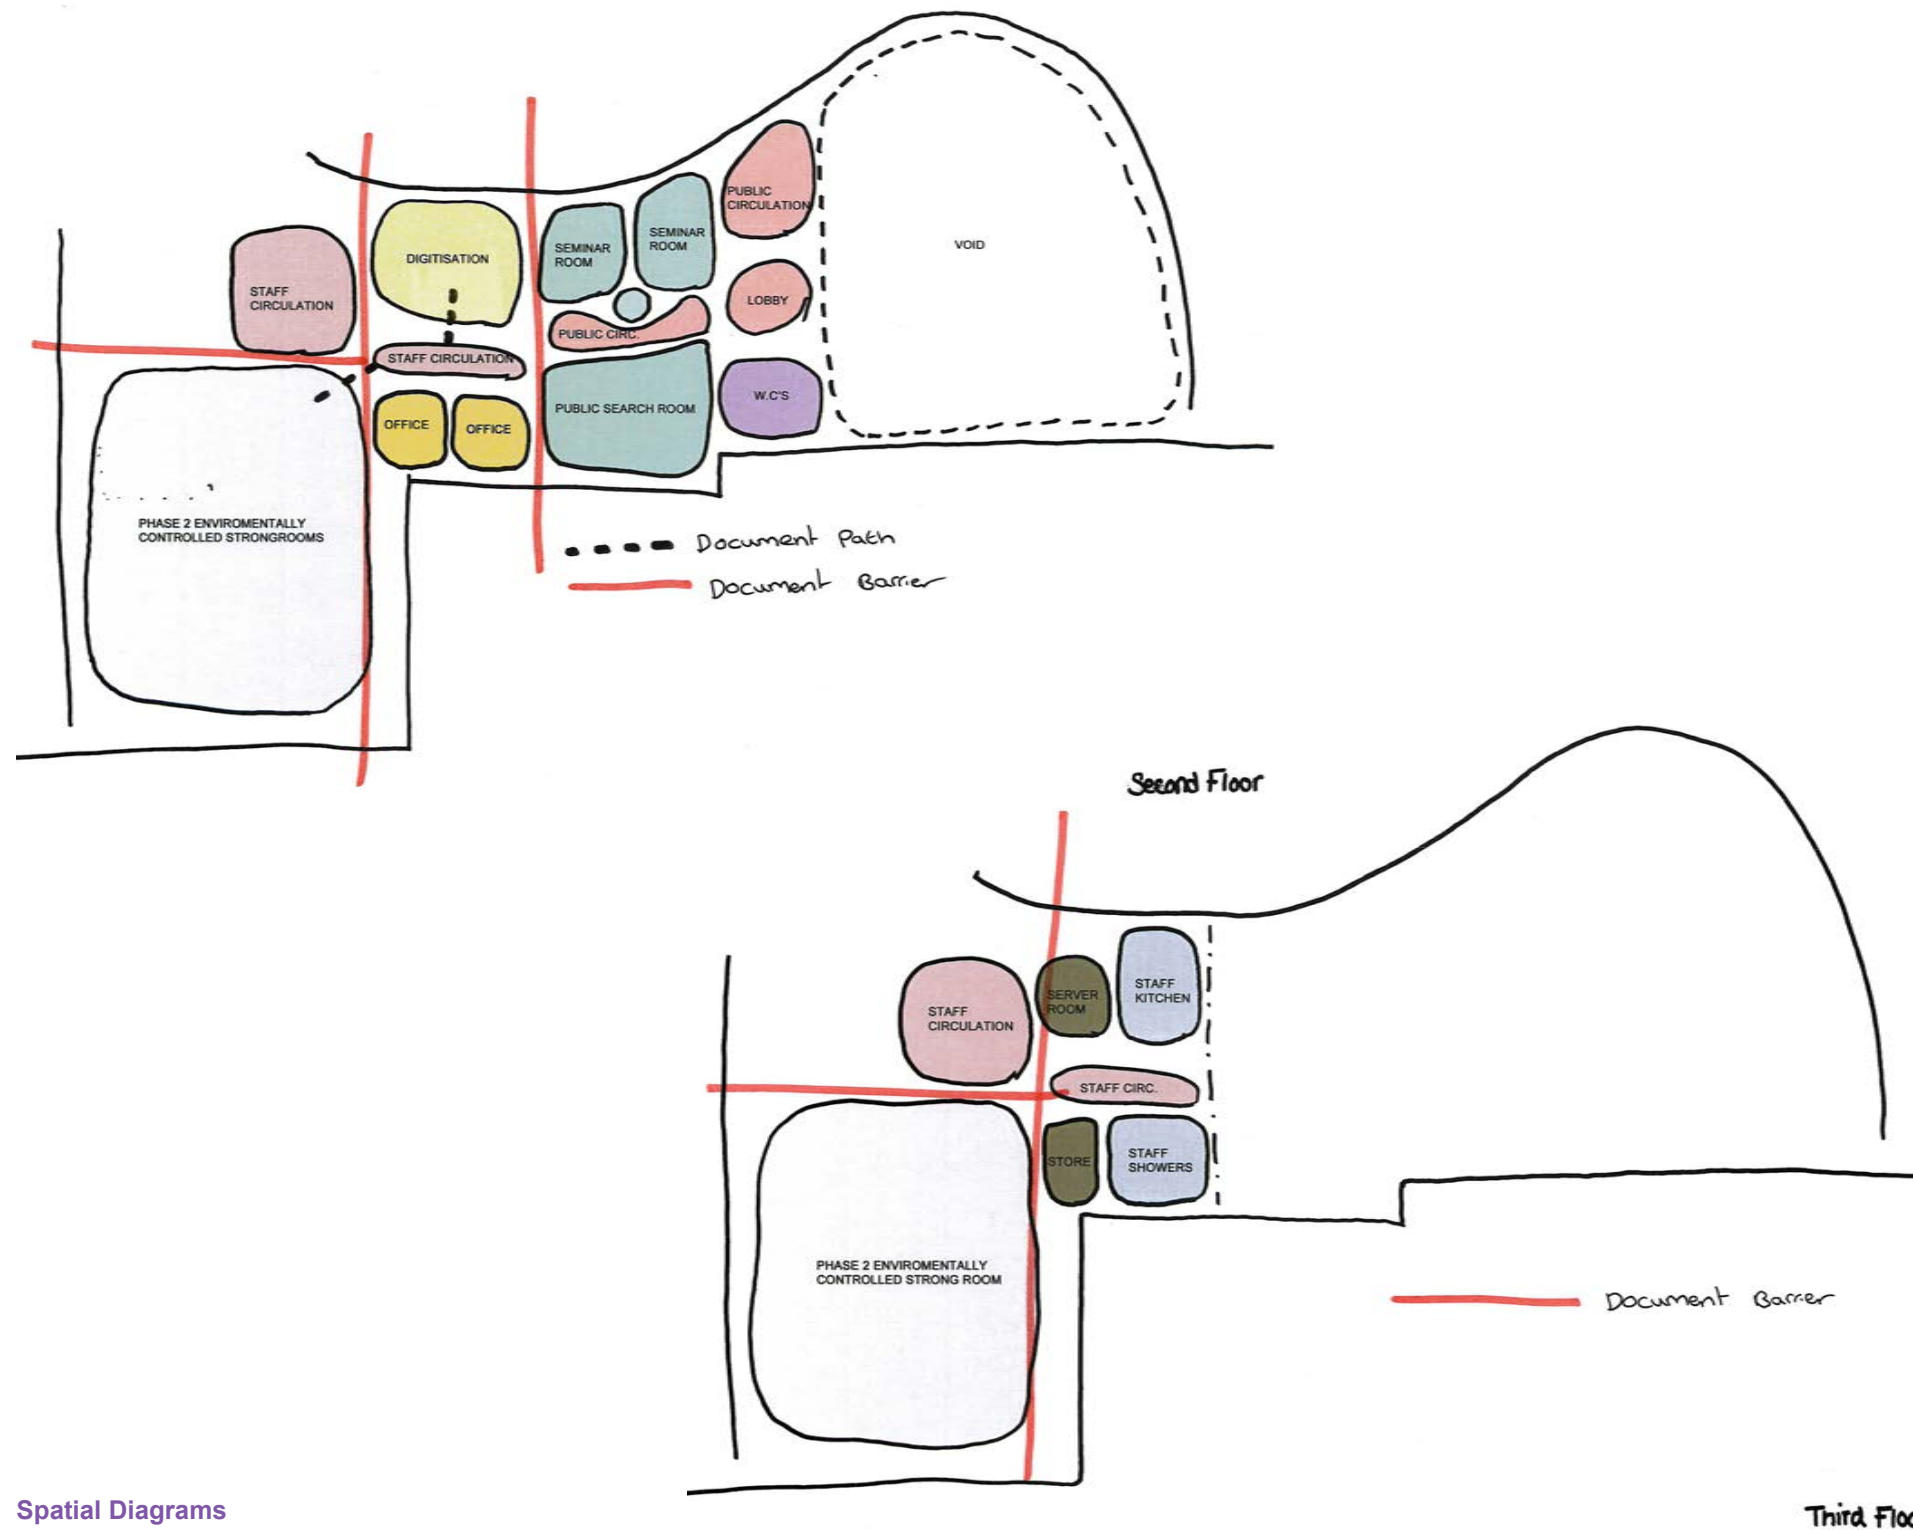 PUBLIC
CIRCULATION
SEMINAR
ROOM
SEMINAR
ROOM
VOID
DIGITISATION
STAFF
CIRCULATION
LOBBY
PUBLIC CIRC.
STAFF CIRCULATION
W.C'S
PUBLIC SEARCH ROOM
OFFICE
OFFICE
PHASE 2 ENVIROMENTALLY
CONTROLLED STRONGROOMS
Document Path
Document Barrier
Second Floor
STAFF
KITCHEN
SERVER
ROOM
STAFF
CIRCULATION
STAFF CIRC.
STORE
STAFF
SHOWERS
PHASE 2 ENVIROMENTALLY
CONTROLLED STRONG ROOM
Document Barrier
Spatial Diagrams
Third Floo